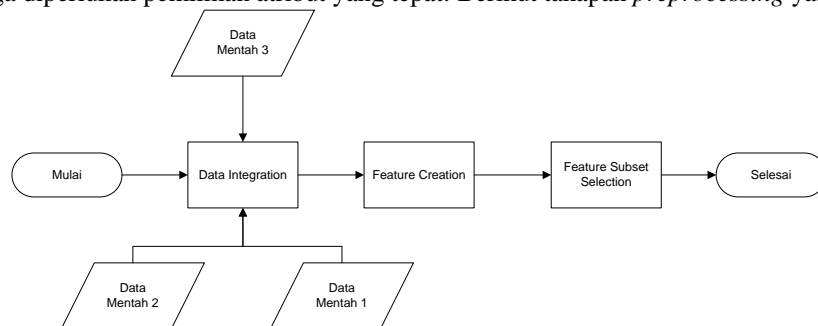 diperlukan pemilihan atribut yang tepat. Berikut tahapan preprocessing
Data
Mentah 3
Mulai
Data Integration
Feature Creation
Feature Subset
Selection
Selesai
Data
Mentah 2
Data
Mentah 1